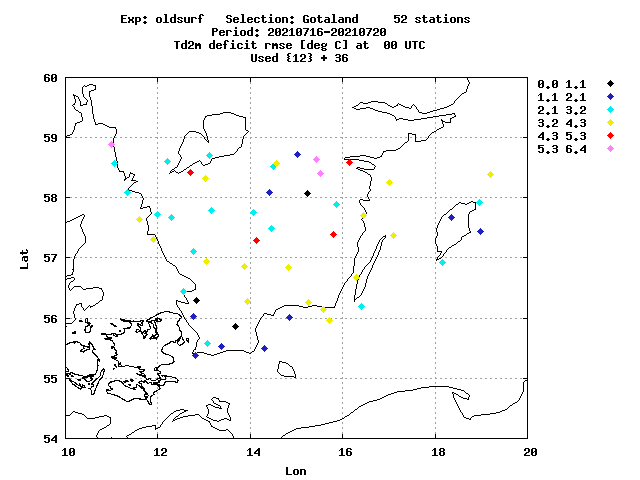 Exp: oldsurf Selection: Gotaland 52 stations
Period: 20210716-20210720
Td2m deficit rmse [deg C] at 00 UTC
Used {12} + 36
0.0 1.1
1.1 2.1
2.1 3.2
3.2 4.3
4.3 5.3
5.3 6.4
60
59
58
57
56
55
54
Lat
10 12 14 16 18 20
Lon